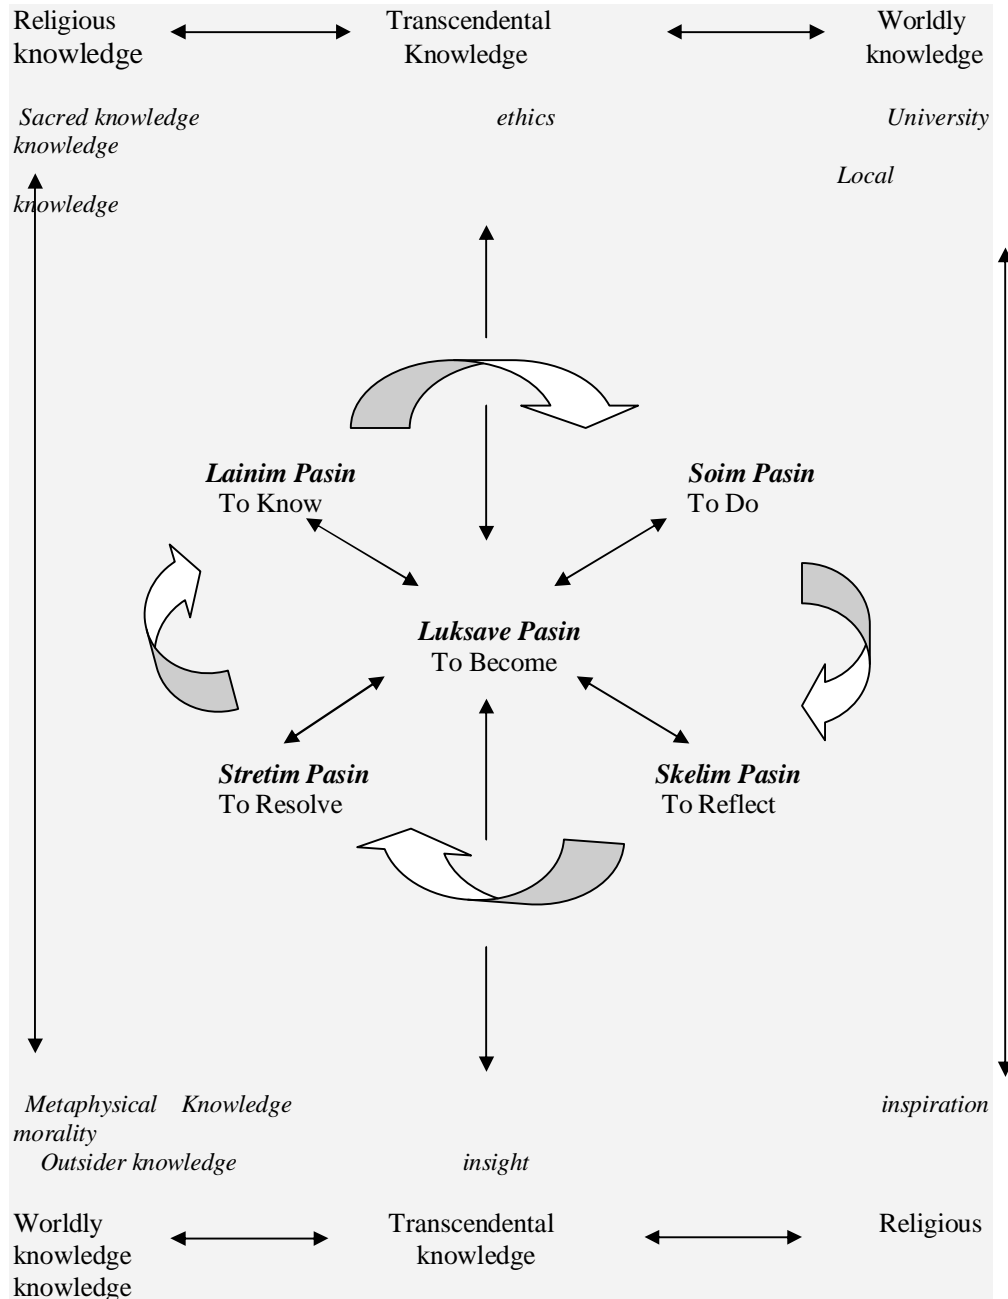 Religious Transcendental Worldly
knowledge Knowledge knowledge
Sacred knowledge ethics University
knowledge
Local
knowledge
Lainim Pasin Soim Pasin
To Know To Do
Luksave Pasin
To Become
Stretim Pasin Skelim Pasin
To Resolve To Reflect
Metaphysical Knowledge inspiration
morality
Outsider knowledge insight
Worldly Transcendental Religious
knowledge knowledge
knowledge